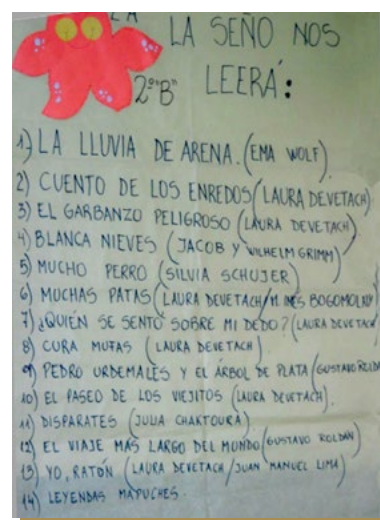 LA
LA SEÑO NOS
2º "B" LEERÁ:
1) LA LLUVIA DE ARENA. (EMA WOLF)
2) CUENTO DE LOS ENREDOS (LAURA DEVETACH)
3) EL GARBANZO PELIGROSO (LAURA DEVETACH)
4) BLANCA NIEVES (JACOB Y WILHELM GRIMM)
5) MUCHO PERRO (SILVIA SCHUJER)
6) MUCHAS PATAS (LAURA DEVETACH/M. INÉS BOGOMOLNY)
7) ¿QUIÉN SE SENTÓ SOBRE MI DEDO? (LAURA DEVETACH
8) CURA MUFAS (LAURA DEVETACH)
9) PEDRO URDEMALES Y EL ÁRBOL DE PLATA (GUSTAVO ROLDÁN
10) EL PASEO DE LOS VIEJITOS (LAURA DEVETACH).
11) DISPARATES (JULIA CHAKTOURA)
12) EL VIAJE MÁS LARGO DEL MUNDO (GUSTAVO ROLDÁN)
13) YO, RATÓN (LAURA DEVETACH/JUAN MANUEL LIMA)
14) LEYENDAS MAPUCHES.